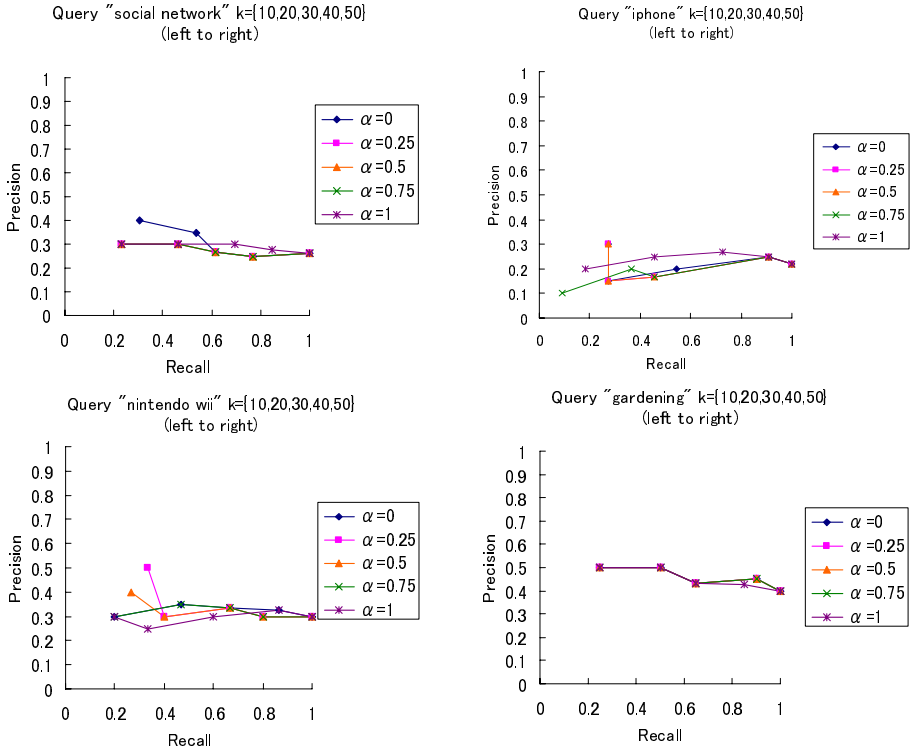 Query "social network" k={10,20,30,40,50}
(left to right)
1
0.9
0.8
0.7
0.6
0.5
0.4
0.3
0.2
0.1
0
Precision
0 0.2 0.4 0.6 0.8 1
Recall
α=0
α=0.25
α=0.5
α=0.75
α=1
Query "iphone" k={10,20,30,40,50}
(left to right)
1
0.9
0.8
0.7
0.6
0.5
0.4
0.3
0.2
0.1
0
Precision
0 0.2 0.4 0.6 0.8 1
Recall
α=0
α=0.25
α=0.5
α=0.75
α=1
Query "nintendo wii" k={10,20,30,40,50}
(left to right)
1
0.9
0.8
0.7
0.6
0.5
0.4
0.3
0.2
0.1
0
Precision
0 0.2 0.4 0.6 0.8 1
Recall
α=0
α=0.25
α=0.5
α=0.75
α=1
Query "gardening" k={10,20,30,40,50}
(left to right)
1
0.9
0.8
0.7
0.6
0.5
0.4
0.3
0.2
0.1
0
Precision
0 0.2 0.4 0.6 0.8 1
Recall
α=0
α=0.25
α=0.5
α=0.75
α=1